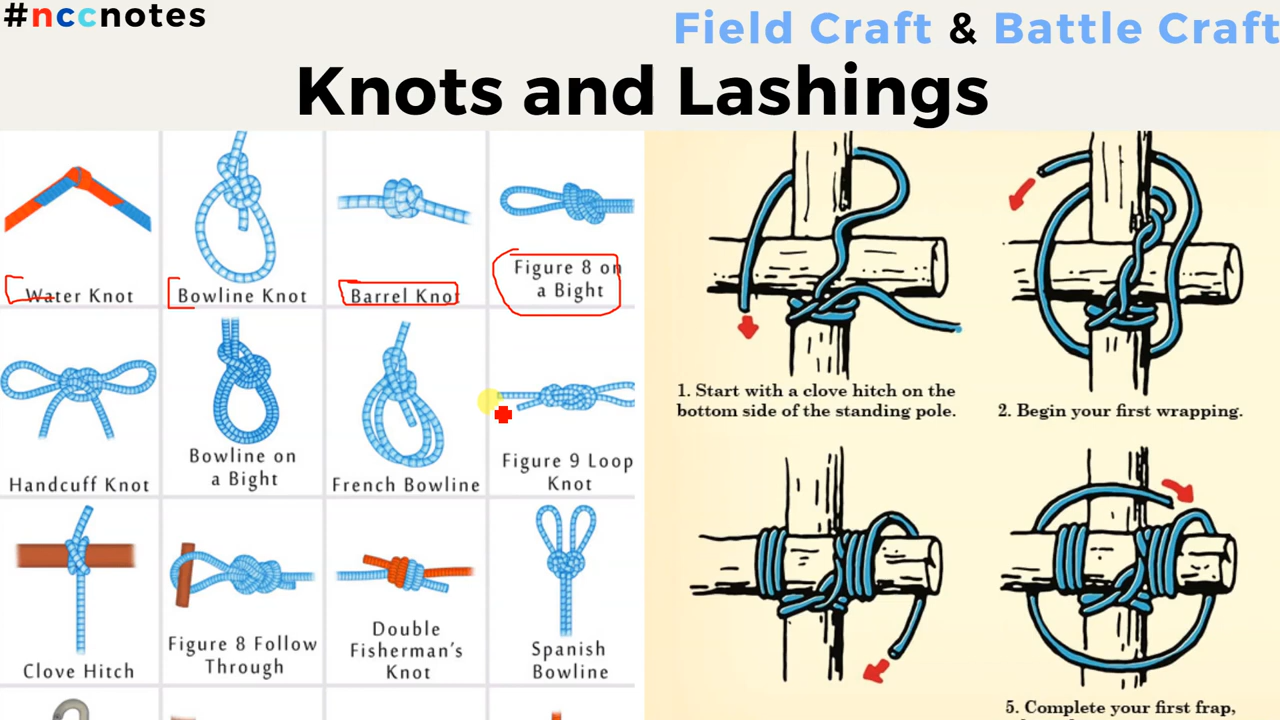 #nccnotes
Field Craft & Battle Craft
Knots and Lashings
Water Knot
Bowline Knot
Barrel Knot
Figure 8 on
a Bight
Handcuff Knot
Bowline on
a Bight
French Bowline
Figure 9 Loop
Knot
Clove Hitch
Figure 8 Follow
Through
Double
Fisherman's
Knot
Spanish
Bowline
1. Start with a clove hitch on the
bottom side of the standing pole.
2. Begin your first wrapping.
5. Complete your first frap,